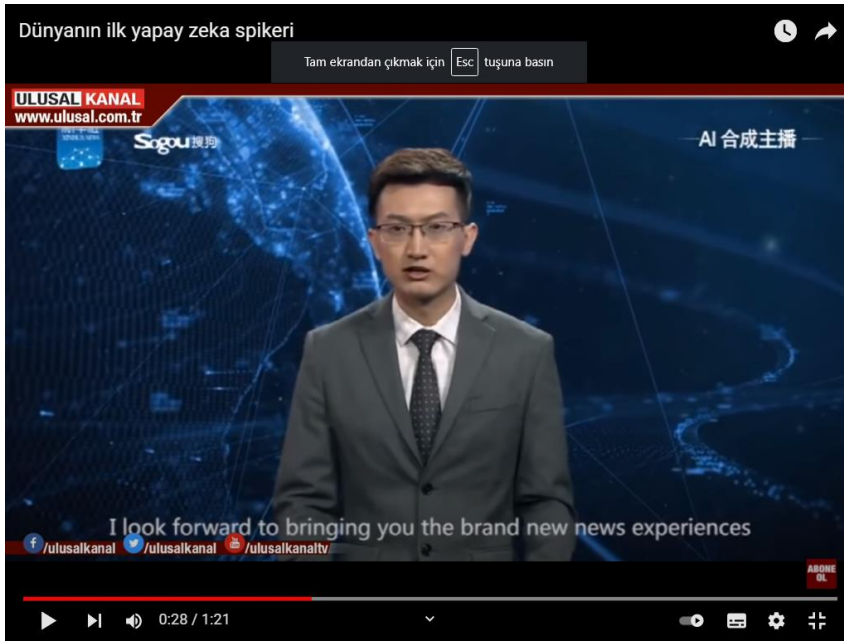 Dünyanın ilk yapay zeka spikeri
Tam ekrandan çıkmak için Esc tuşuna basın
ULUSAL KANAL
www.ulusal.com.tr
Sogou搜狗
AI 合成主播
I look forward to bringing you the brand new news experiences
/ulusalkanal /ulusalkanal /ulusalkanaltv
ABONE
OL
0:28 / 1:21